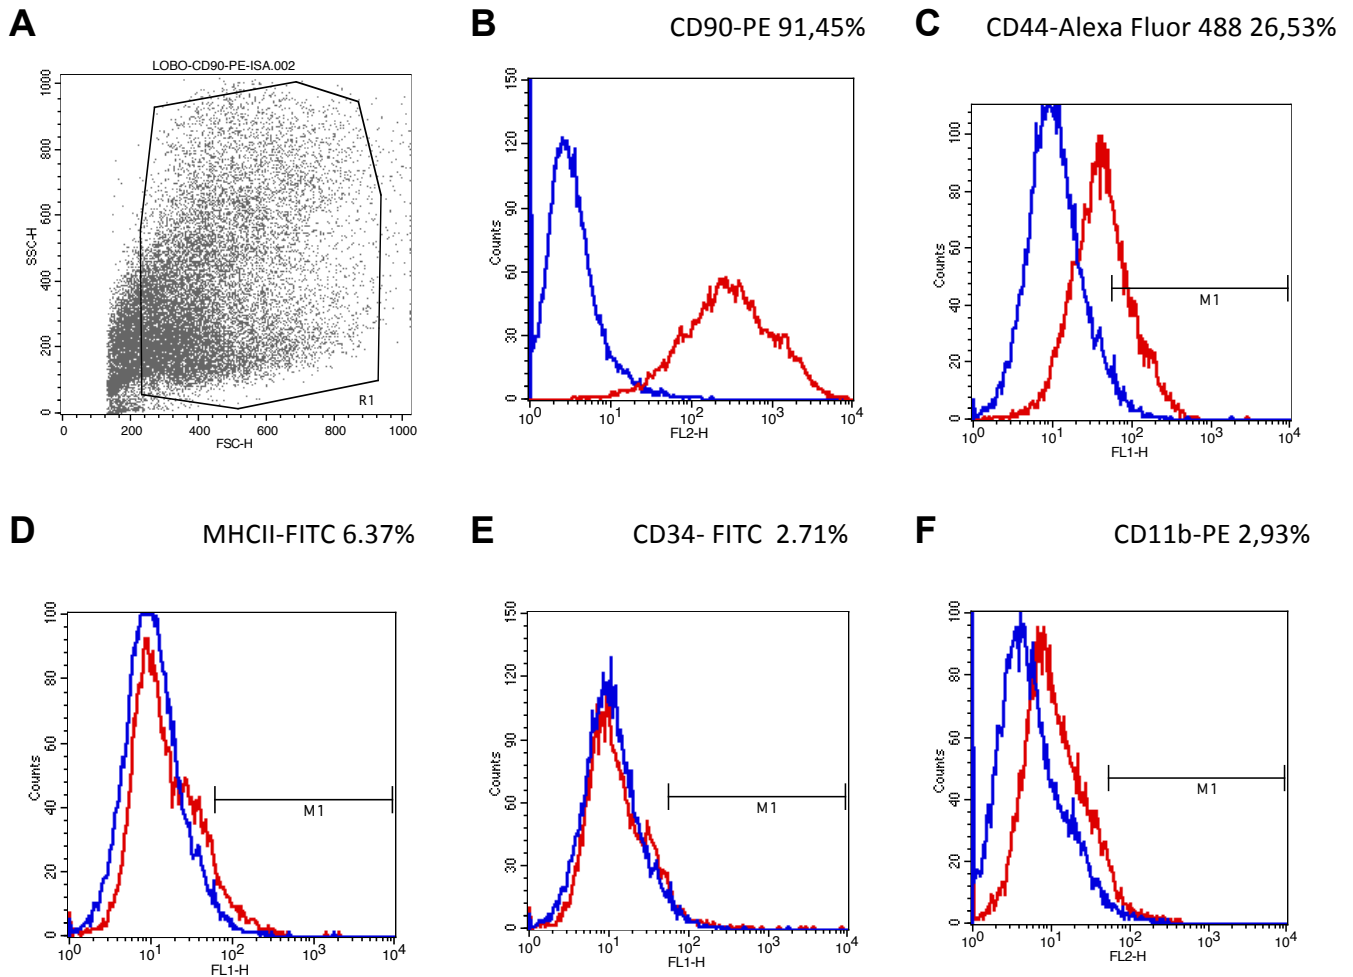 A
LOBO-CD90-PE-ISA.002
1000
800
600
400
200
0
SSC-H
R1
0 200 400 600 800 1000
FSC-H
B
CD90-PE 91,45%
150
120
90
60
30
0
Counts
10^0 10^1 10^2 10^3 10^4
FL2-H
C
CD44-Alexa Fluor 488 26,53%
100
80
60
40
20
0
Counts
M1
10^0 10^1 10^2 10^3 10^4
FL1-H
D
MHCII-FITC 6.37%
100
80
60
40
20
0
Counts
M1
10^0 10^1 10^2 10^3 10^4
FL1-H
E
CD34- FITC 2.71%
150
120
90
60
30
0
Counts
M1
10^0 10^1 10^2 10^3 10^4
FL1-H
F
CD11b-PE 2,93%
100
80
60
40
20
0
Counts
M1
10^0 10^1 10^2 10^3 10^4
FL2-H